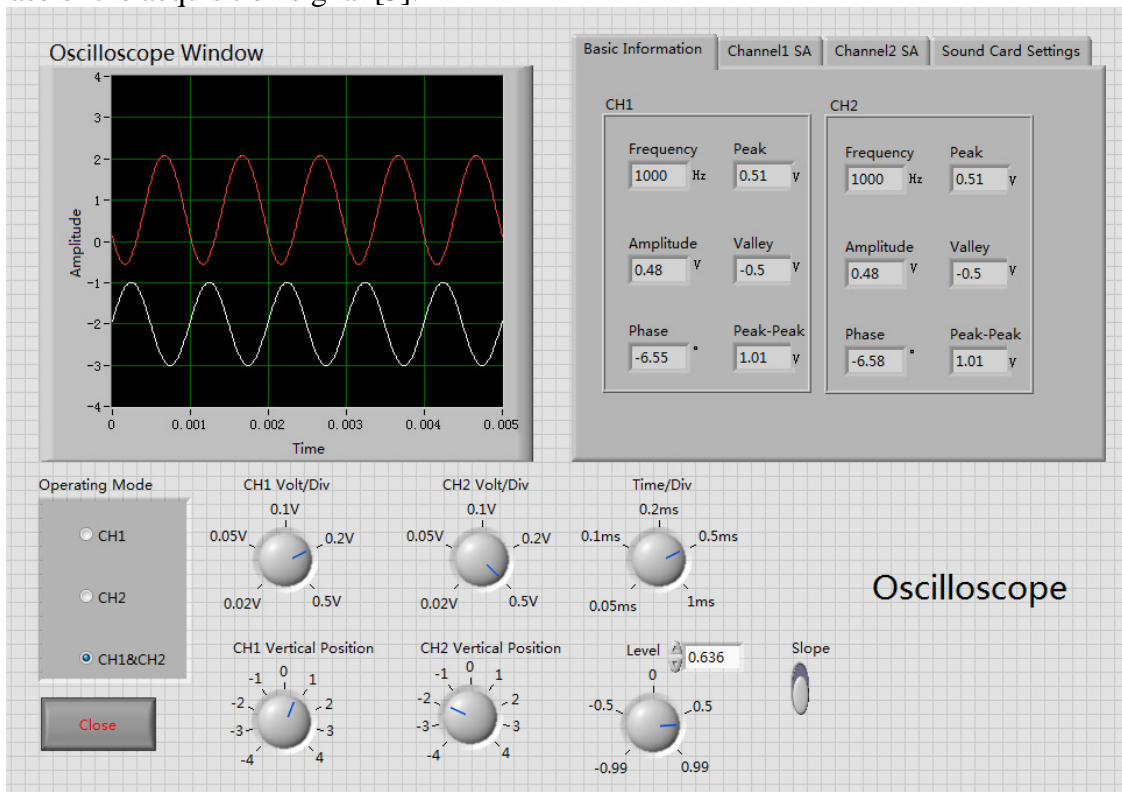 Oscilloscope Window
4
3
2
1
0
-1
-2
-3
-4
Amplitude
0 0.001 0.002 0.003 0.004 0.005
Time
Basic Information Channel1 SA Channel2 SA Sound Card Settings
CH1
Frequency Peak
1000 Hz 0.51 V
Amplitude Valley
0.48 V -0.5 V
Phase Peak-Peak
-6.55 ° 1.01 V
CH2
Frequency Peak
1000 Hz 0.51 V
Amplitude Valley
0.48 V -0.5 V
Phase Peak-Peak
-6.58 ° 1.01 V
Operating Mode
CH1
CH2
CH1&CH2
Close
CH1 Volt/Div
0.1V
0.05V 0.2V
0.02V 0.5V
CH2 Volt/Div
0.1V
0.05V 0.2V
0.02V 0.5V
Time/Div
0.2ms
0.1ms 0.5ms
0.05ms 1ms
Oscilloscope
CH1 Vertical Position
-1 0 1
-2 2
-3 3
-4 4
CH2 Vertical Position
-1 0 1
-2 2
-3 3
-4 4
Level 0.636
0
-0.5 0.5
-0.99 0.99
Slope